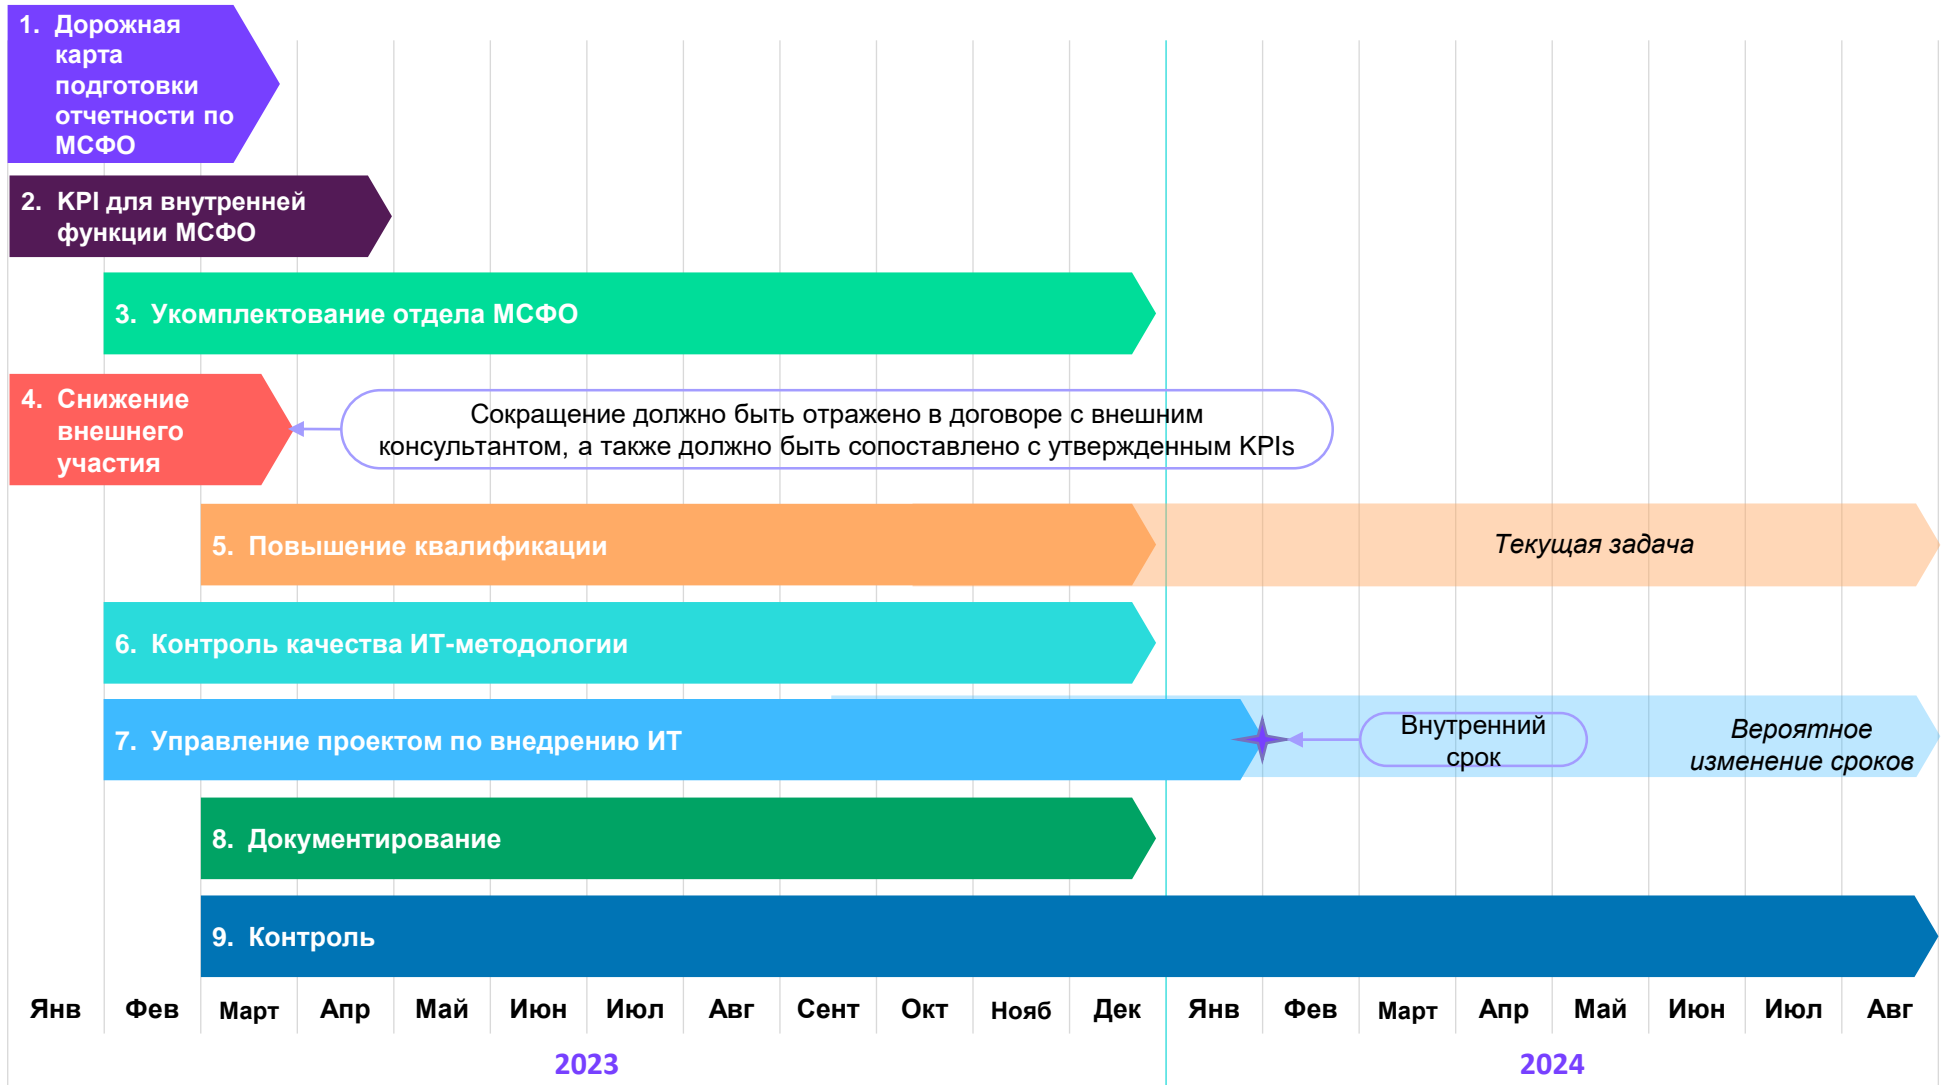 1. Дорожная
карта
подготовки
отчетности по
МСФО
2. KPI для внутренней
функции МСФО
3. Укомплектование отдела МСФО
4. Снижение
внешнего
участия
Сокращение должно быть отражено в договоре с внешним
консультантом, а также должно быть сопоставлено с утвержденным KPIs
5. Повышение квалификации
Текущая задача
6. Контроль качества ИТ-методологии
7. Управление проектом по внедрению ИТ
Внутренний
срок
Вероятное
изменение сроков
8. Документирование
9. Контроль
Янв Фев Март Апр Май Июн Июл Авг Сент Окт Нояб Дек Янв Фев Март Апр Май Июн Июл Авг
2023 2024